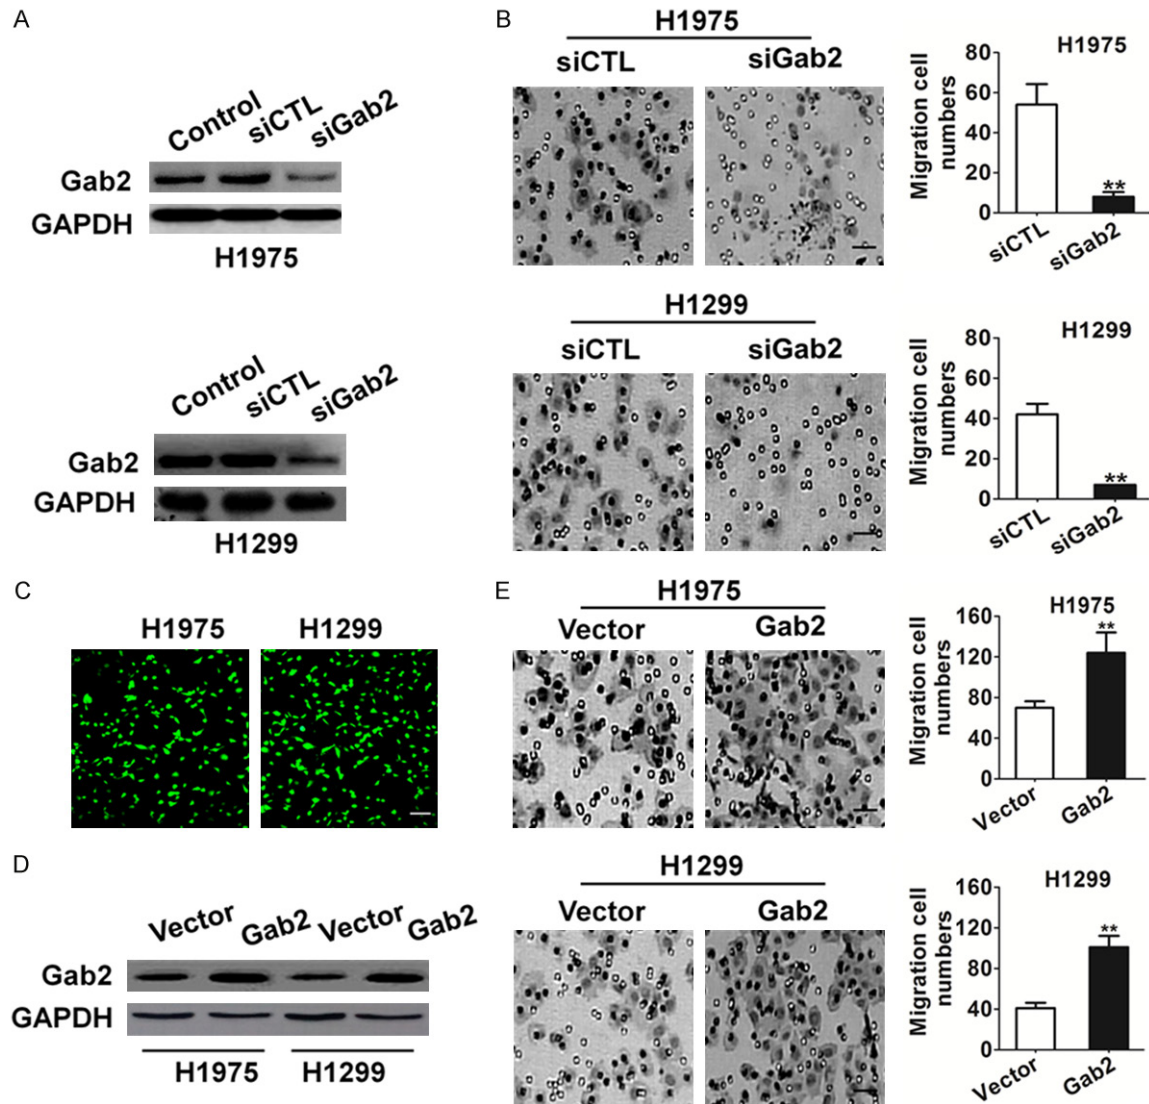 A
Control
siCTL
siGab2
Gab2
GAPDH
H1975
Control
siCTL
siGab2
Gab2
GAPDH
H1299
B
H1975
siCTL
siGab2
80
60
40
20
0
Migration cell
numbers
H1975
**
siCTL
siGab2
H1299
siCTL
siGab2
80
60
40
20
0
Migration cell
numbers
H1299
**
siCTL
siGab2
C
H1975
H1299
D
Vector
Gab2
Vector
Gab2
Gab2
GAPDH
H1975
H1299
E
H1975
Vector
Gab2
160
120
80
40
0
Migration cell
numbers
H1975
**
Vector
Gab2
H1299
Vector
Gab2
160
120
80
40
0
Migration cell
numbers
H1299
**
Vector
Gab2